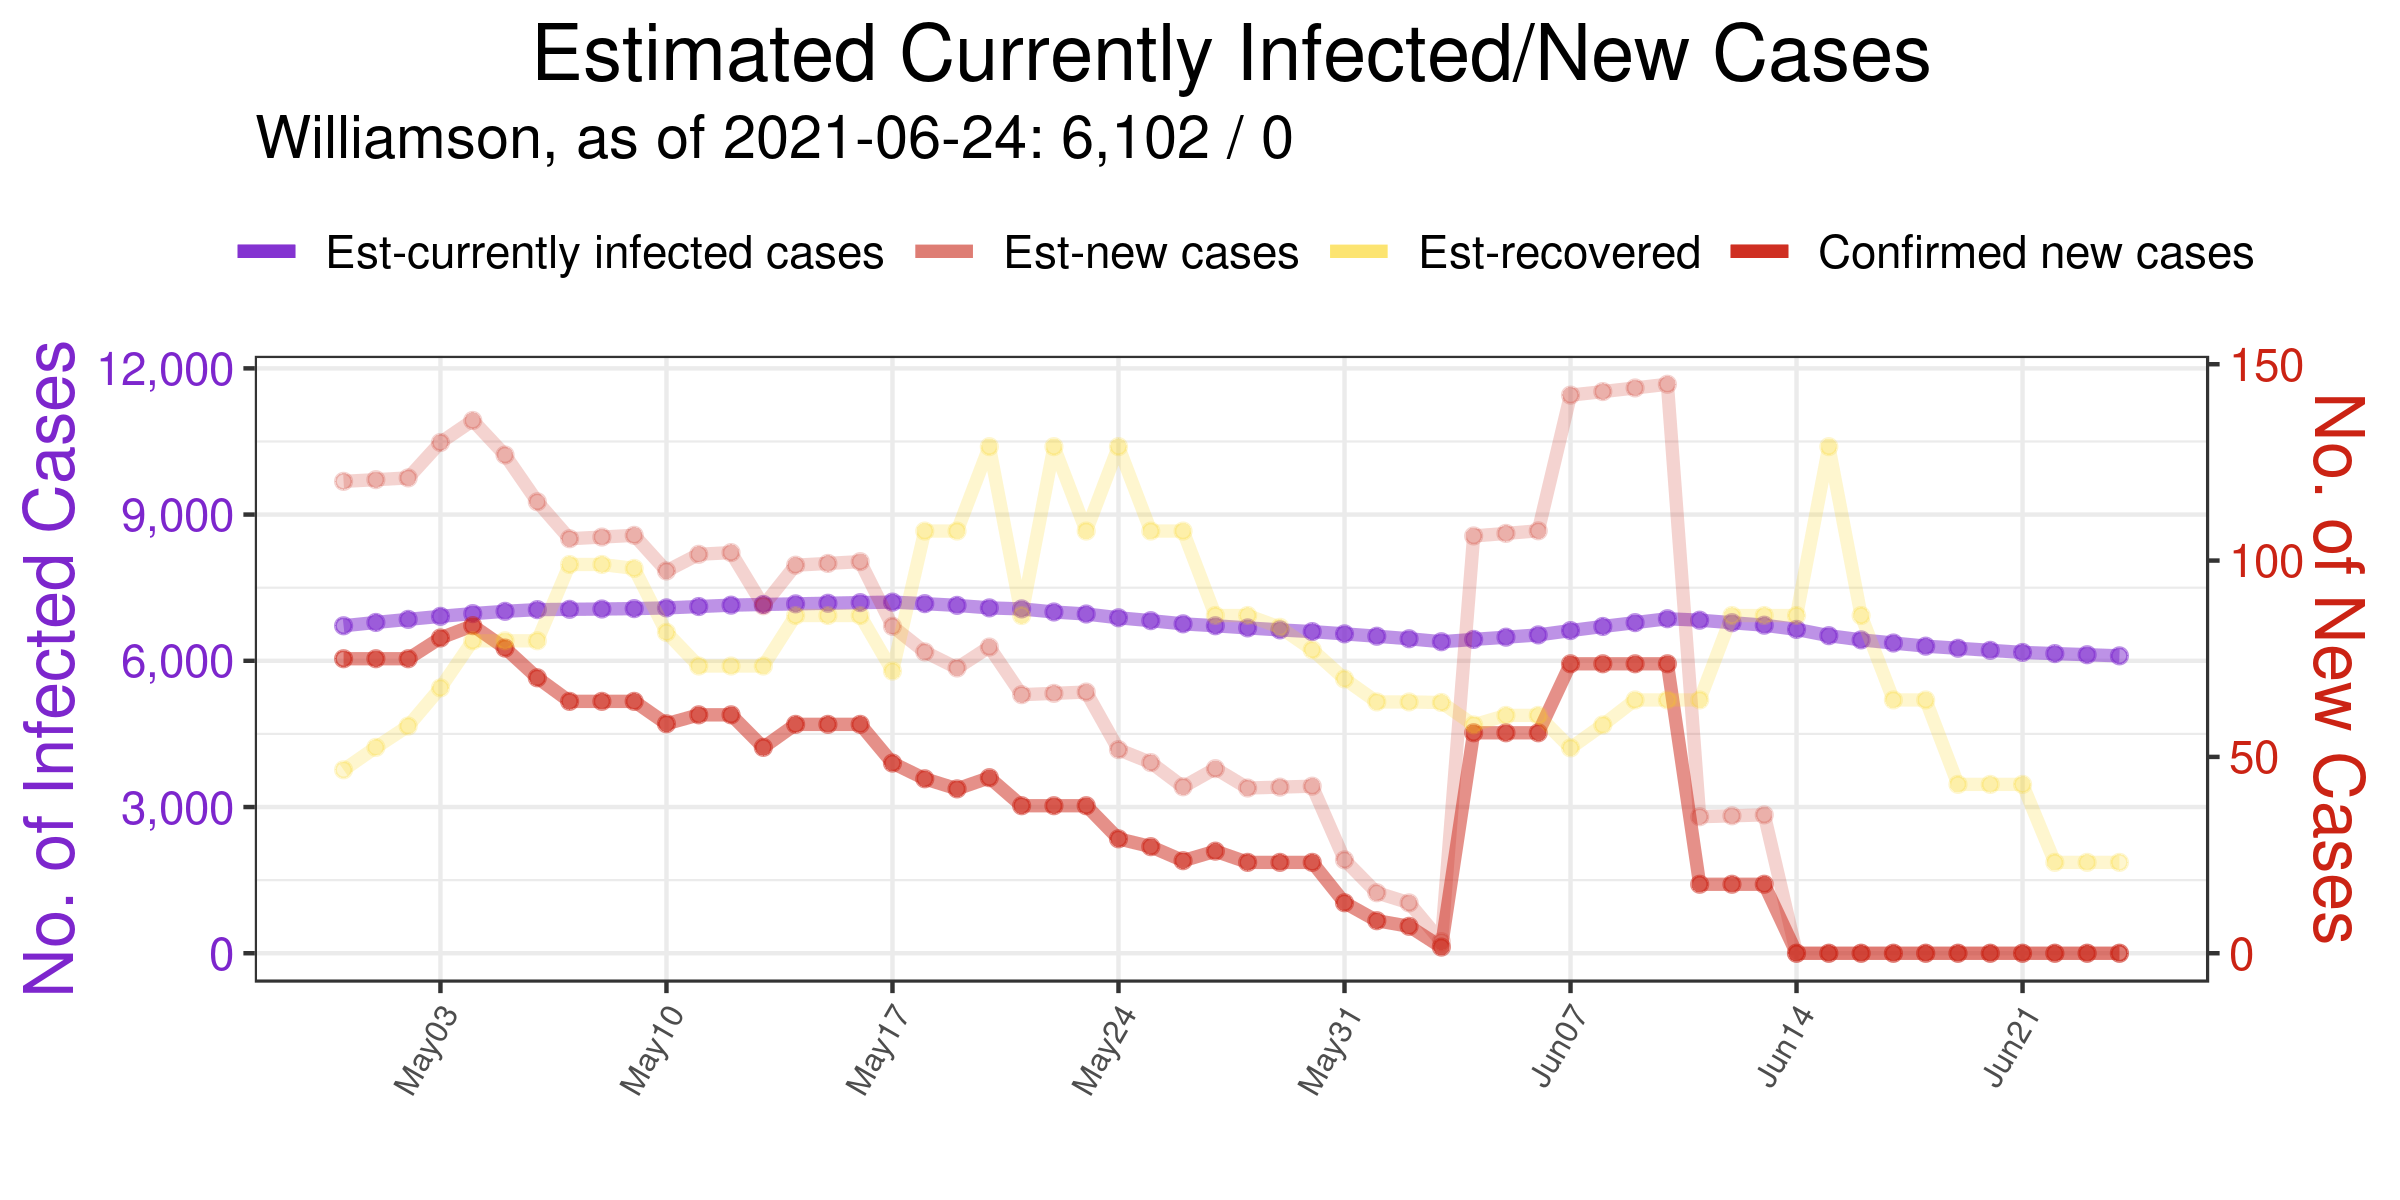 Estimated Currently Infected/New Cases
Williamson, as of 2021-06-24: 6,102 / 0
Est-currently infected cases Est-new cases Est-recovered Confirmed new cases
No. of Infected Cases
12,000
9,000
6,000
3,000
0
150
100
50
0
No. of New Cases
May03 May10 May17 May24 May31 Jun07 Jun14 Jun21